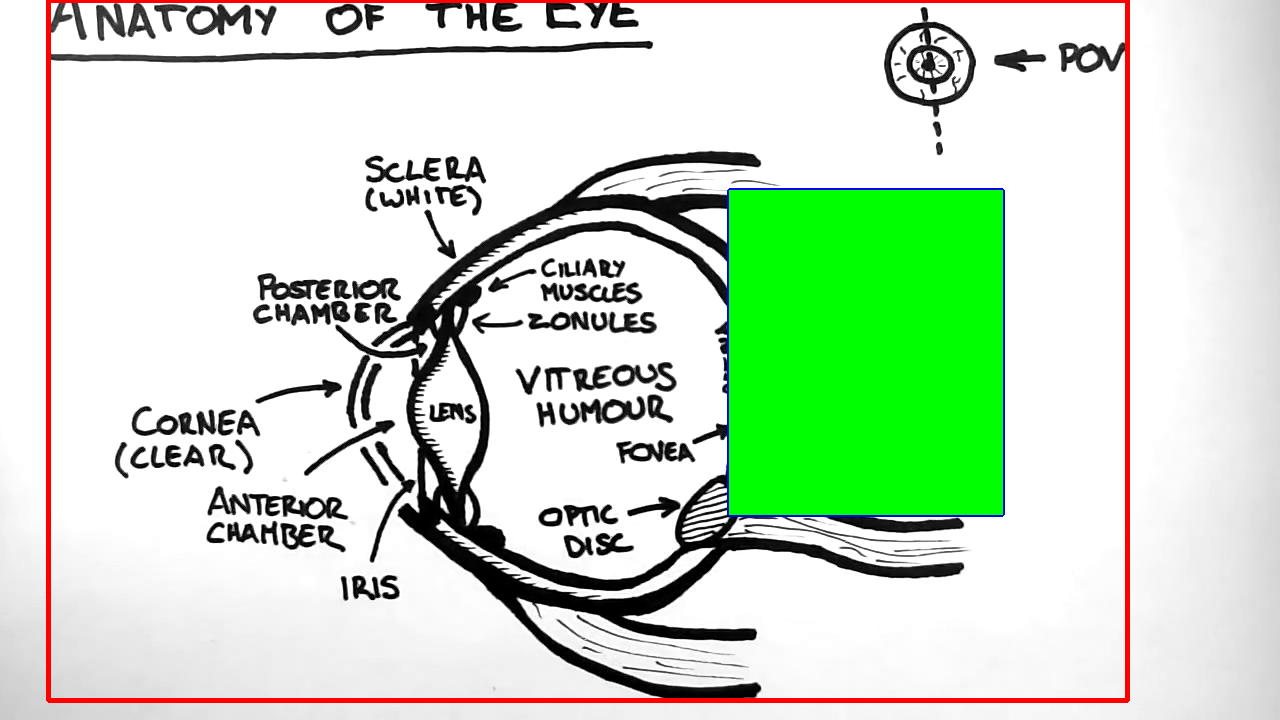 ANATOMY OF THE EYE
POV
SCLERA
(WHITE)
CILIARY
MUSCLES
POSTERIOR
CHAMBER
ZONULES
VITREOUS
HUMOUR
LENS
CORNEA
(CLEAR)
FOVEA
ANTERIOR
CHAMBER
OPTIC
DISC
IRIS